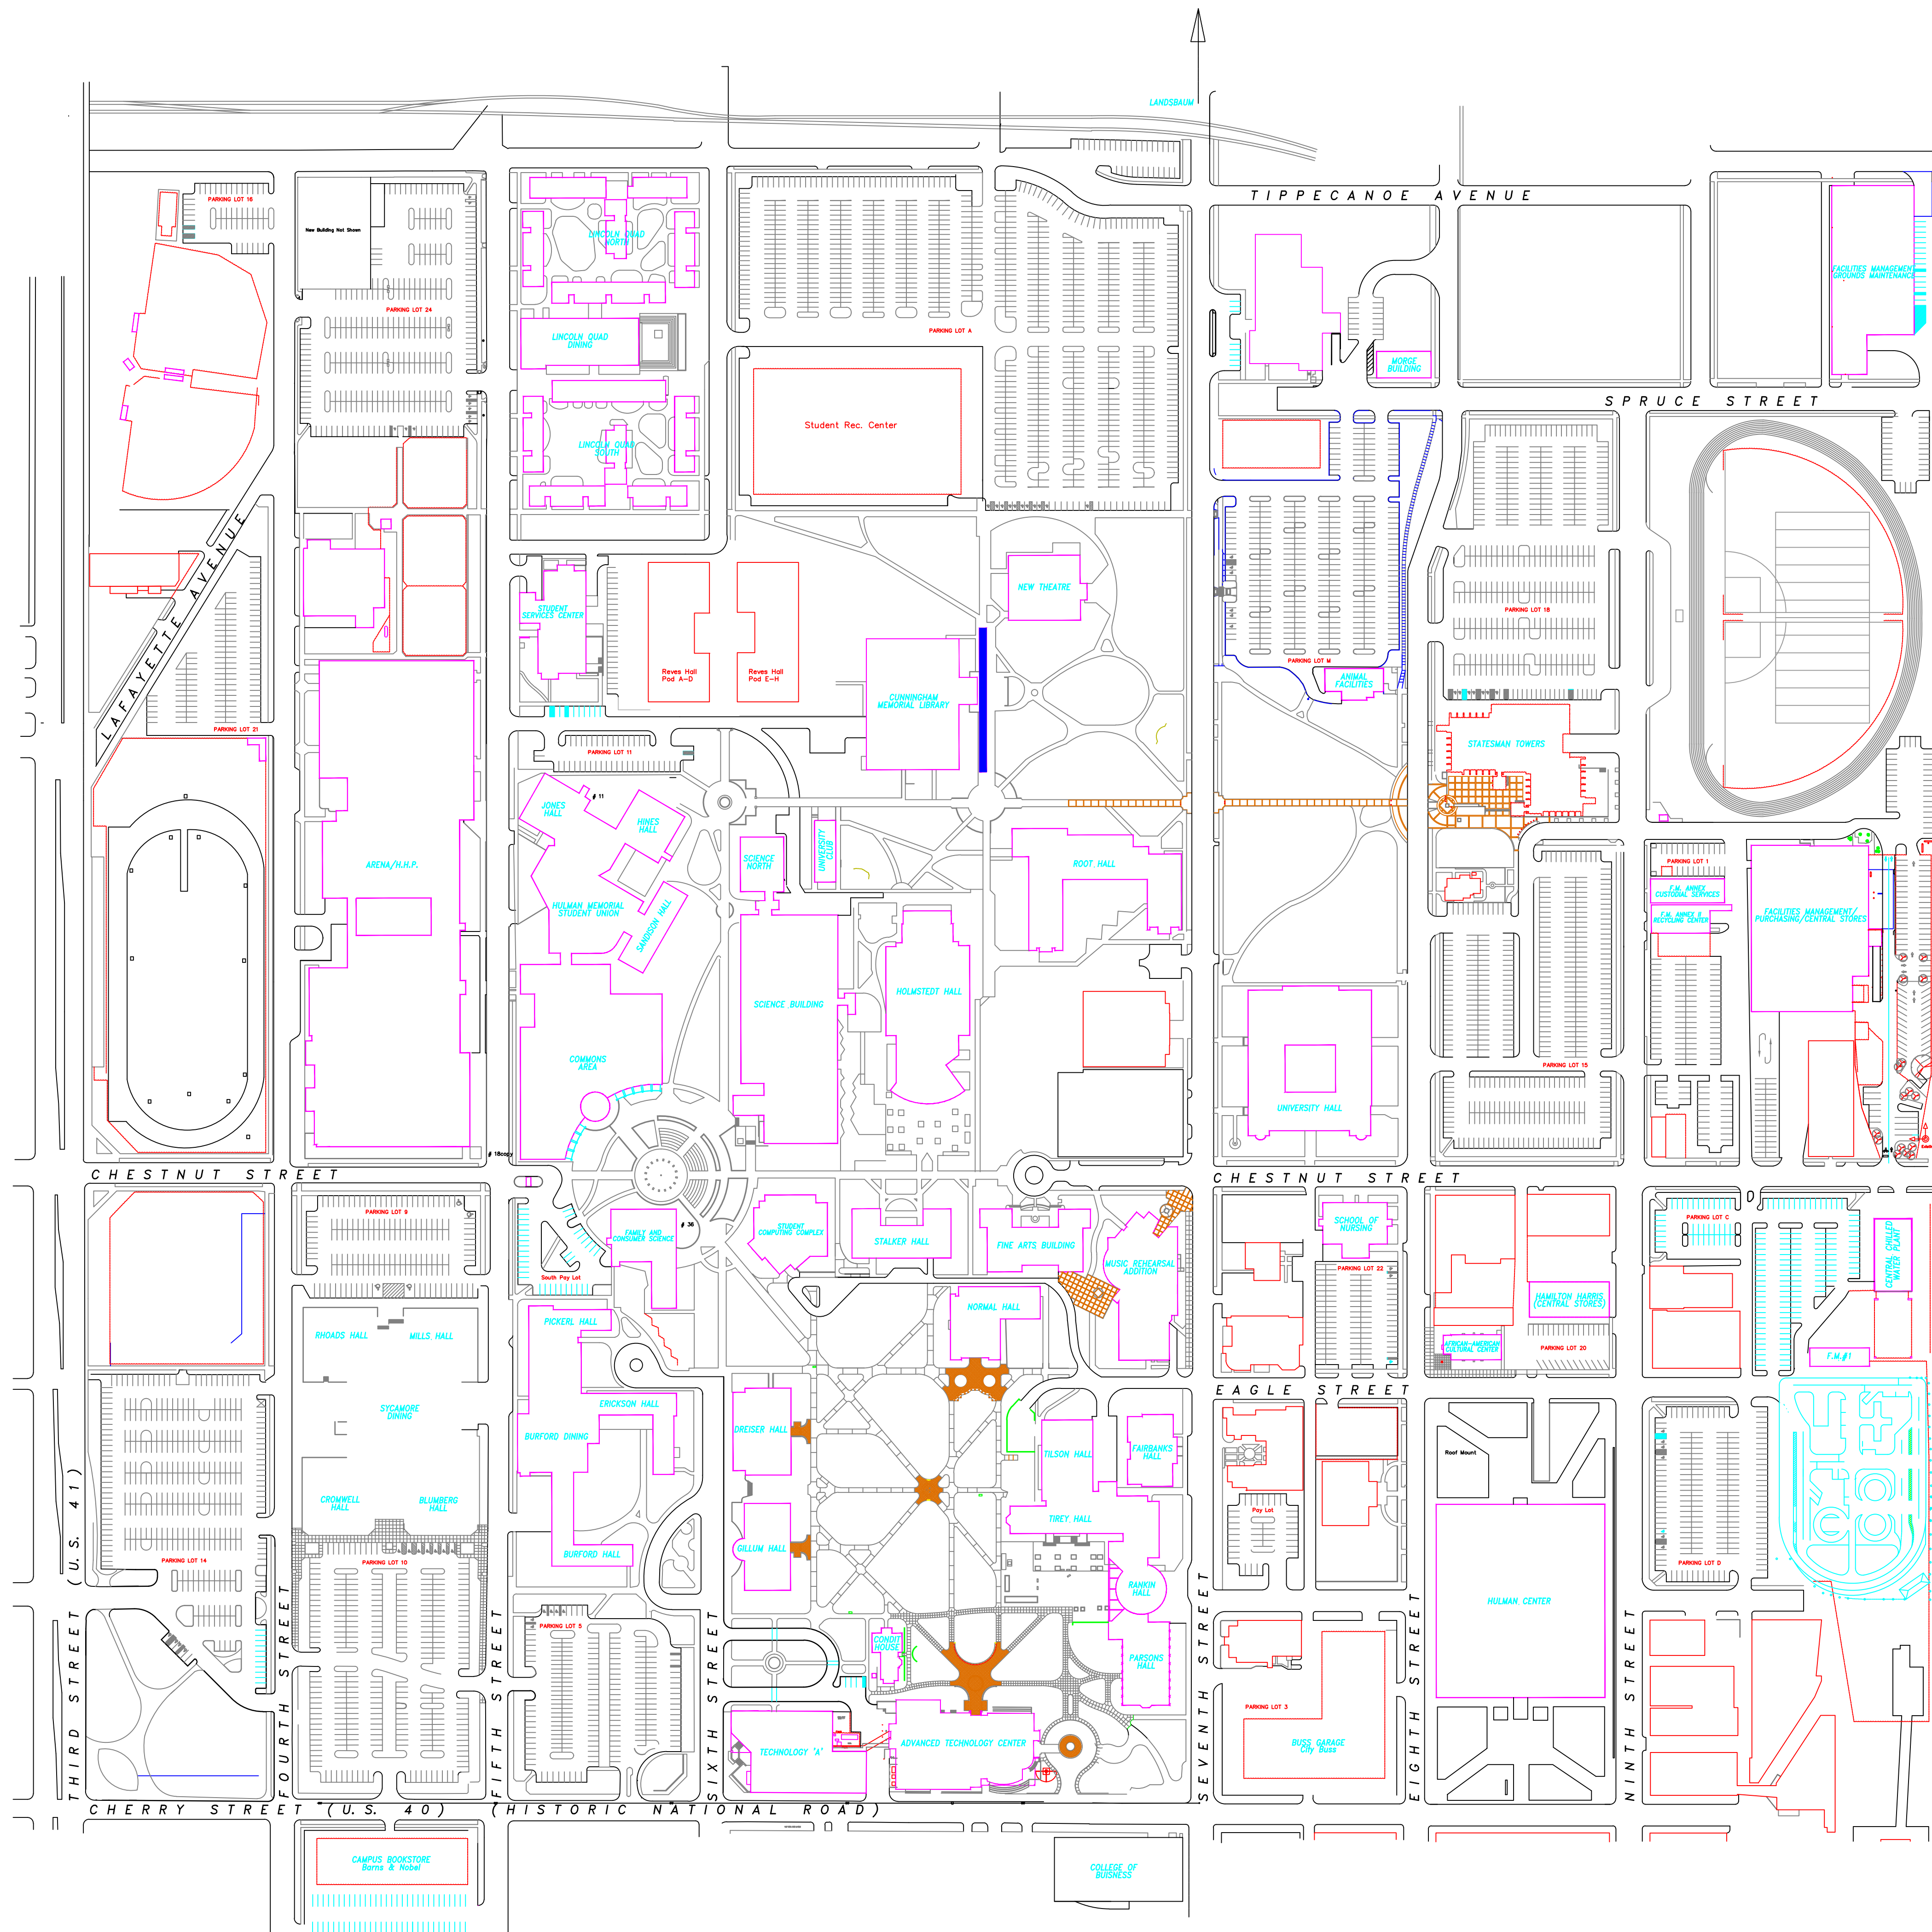 LANDSBAUM
TIPPECANOE AVENUE
PARKING LOT 16
New Building Not Shown
LINCOLN QUAD
NORTH
FACILITIES MANAGEMENT
GROUNDS MAINTENANCE
PARKING LOT 24
PARKING LOT A
LINCOLN QUAD
DINING
MORGE
BUILDING
SPRUCE STREET
Student Rec. Center
LINCOLN QUAD
SOUTH
LAFAYETTE AVENUE
NEW THEATRE
STUDENT
SERVICES CENTER
PARKING LOT 18
PARKING LOT M
Reves Hall
Pod A-D
Reves Hall
Pod E-H
ANIMAL
FACILITIES
CUNNINGHAM
MEMORIAL LIBRARY
PARKING LOT 21
STATESMAN TOWERS
PARKING LOT 11
# 11
JONES
HALL
HINES
HALL
UNIVERSITY
CLUB
SCIENCE
NORTH
ARENA/H.H.P.
ROOT HALL
PARKING LOT 1
F.M. ANNEX
CUSTODIAL SERVICES
HULMAN MEMORIAL
STUDENT UNION
SANDISON HALL
F.M. ANNEX II
RECYCLING CENTER
FACILITIES MANAGEMENT/
PURCHASING/CENTRAL STORES
HOLMSTEDT HALL
SCIENCE BUILDING
COMMONS
AREA
PARKING LOT 15
UNIVERSITY HALL
# 18copy
CHESTNUT STREET
CHESTNUT STREET
PARKING LOT 9
# 36
FAMILY AND
CONSUMER SCIENCE
STUDENT
COMPUTING COMPLEX
STALKER HALL
FINE ARTS BUILDING
MUSIC REHEARSAL
ADDITION
SCHOOL OF
NURSING
PARKING LOT C
CENTRAL CHILLED
WATER PLANT
South Pay Lot
PARKING LOT 22
HAMILTON HARRIS
(CENTRAL STORES)
NORMAL HALL
PICKERL HALL
RHOADS HALL
MILLS HALL
AFRICAN-AMERICAN
CULTURAL CENTER
PARKING LOT 20
F.M.#1
EAGLE STREET
ERICKSON HALL
SYCAMORE
DINING
DREISER HALL
BURFORD DINING
TILSON HALL
FAIRBANKS
HALL
Roof Mount
CROMWELL
HALL
BLUMBERG
HALL
Pay Lot
TIREY HALL
GILLUM HALL
BUBFORD HALL
PARKING LOT 14
PARKING LOT 10
PARKING LOT D
RANKIN
HALL
HULMAN CENTER
PARKING LOT 5
CONDIT
HOUSE
PARSONS
HALL
PARKING LOT 3
THIRD STREET (U.S. 41)
FOURTH STREET
FIFTH STREET
SIXTH STREET
SEVENTH STREET
EIGHTH STREET
NINTH STREET
TECHNOLOGY "A"
ADVANCED TECHNOLOGY CENTER
BUSS GARAGE
City Buss
CHERRY STREET (U.S. 40) (HISTORIC NATIONAL ROAD)
CAMPUS BOOKSTORE
Barns & Nobel
COLLEGE OF
BUISNESS